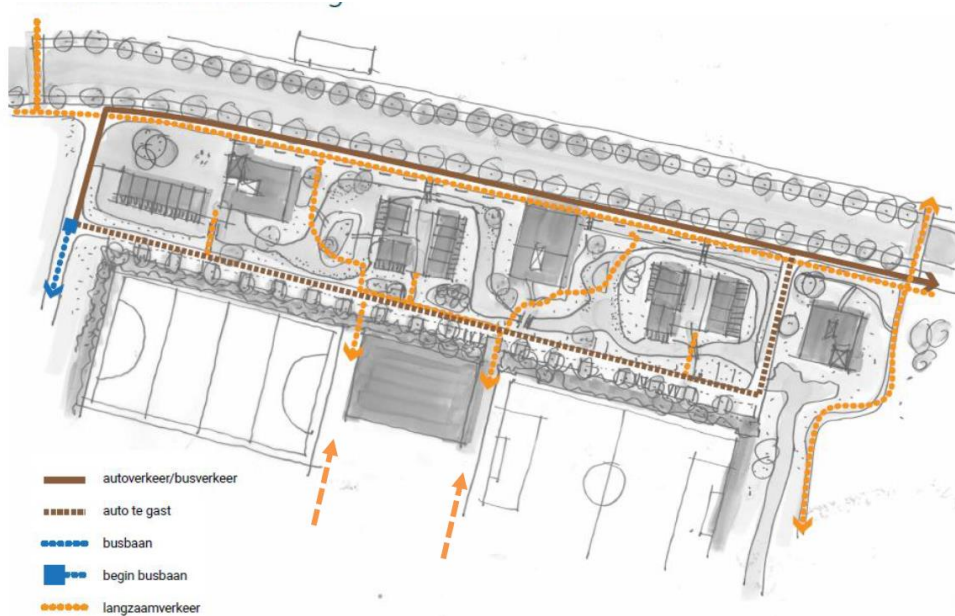 autoverkeer/busverkeer
auto te gast
busbaan
begin busbaan
langzaamverkeer